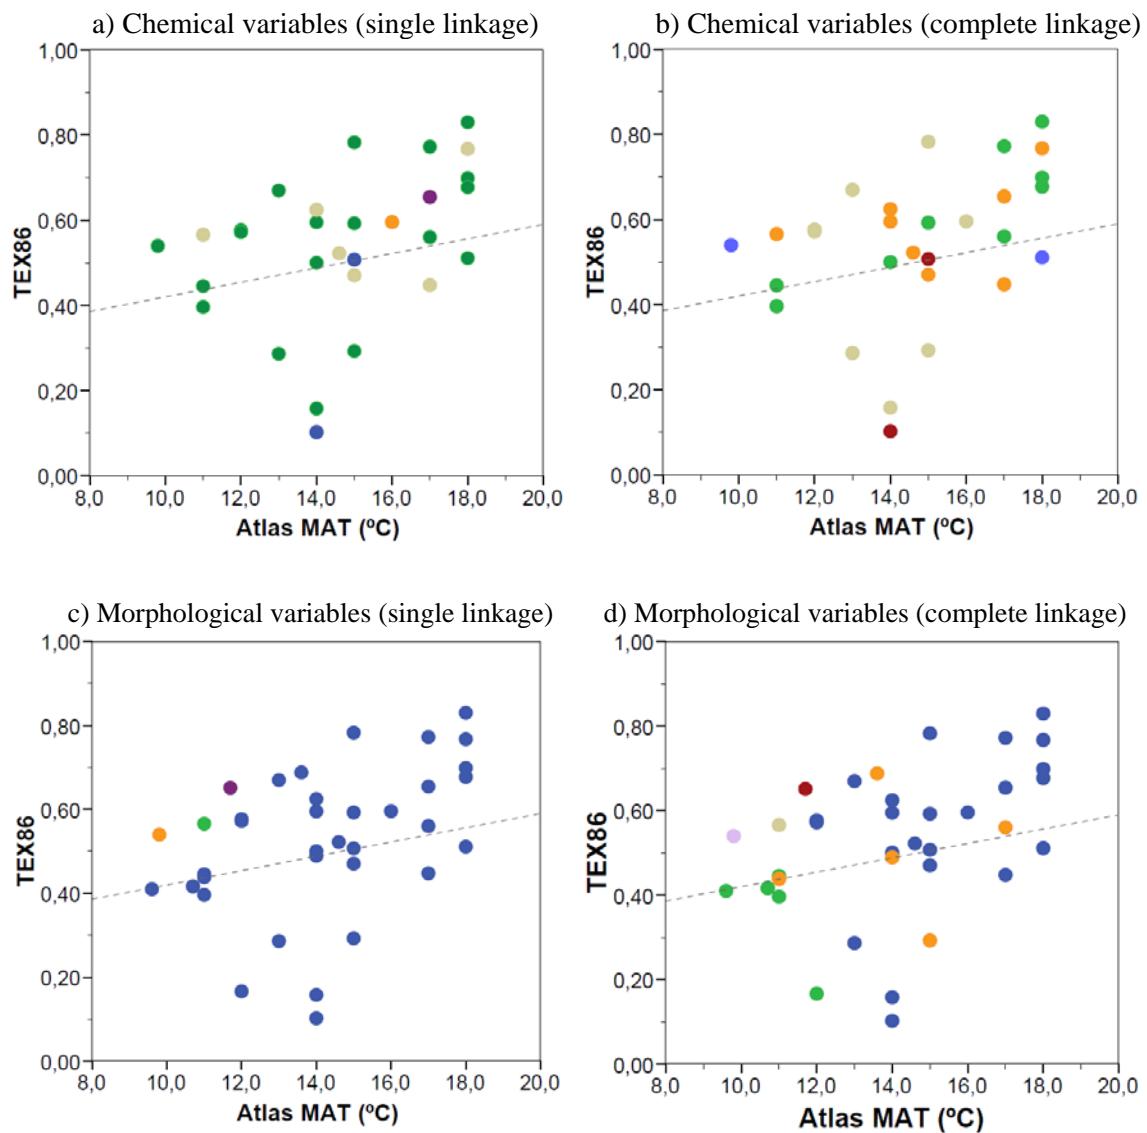 a) Chemical variables (single linkage)
1,00
0,80
0,60
0,40
0,20
0,00
TEX86
8,0 10,0 12,0 14,0 16,0 18,0 20,0
Atlas MAT (ºC)
b) Chemical variables (complete linkage)
1,00
0,80
0,60
0,40
0,20
0,00
TEX86
8,0 10,0 12,0 14,0 16,0 18,0 20,0
Atlas MAT (ºC)
c) Morphological variables (single linkage)
1,00
0,80
0,60
0,40
0,20
0,00
TEX86
8,0 10,0 12,0 14,0 16,0 18,0 20,0
Atlas MAT (ºC)
d) Morphological variables (complete linkage)
1,00
0,80
0,60
0,40
0,20
0,00
TEX86
8,0 10,0 12,0 14,0 16,0 18,0 20,0
Atlas MAT (ºC)